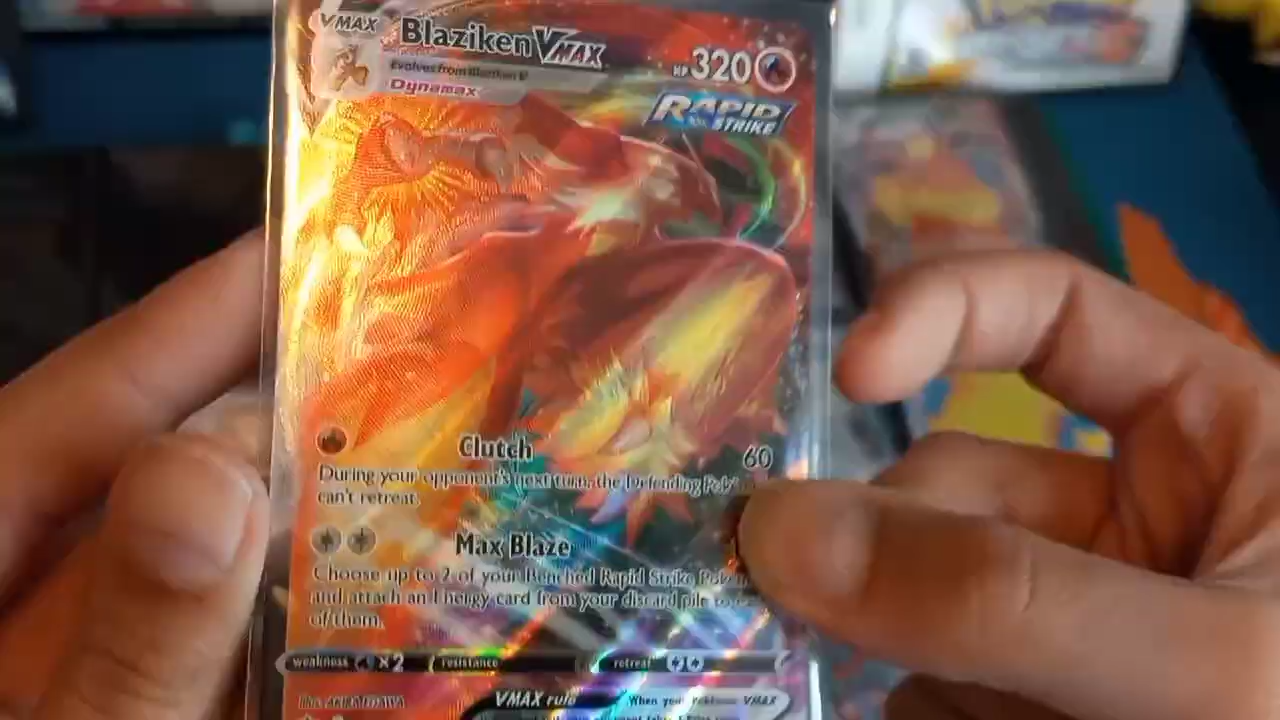 VMAX Blaziken VMAX HP 320
Evolves from Blaziken V
Dynamax
RAPID
STRIKE
Clutch 60
During your opponent's next turn, the Defending Pok
can't retreat.
Max Blaze
Choose up to 2 of your Benched Rapid Strike Pok
and attach an Energy card from your discard pile to
of them.
weakness ×2 resistance retreat
VMAX rule When your Pokémon VMAX